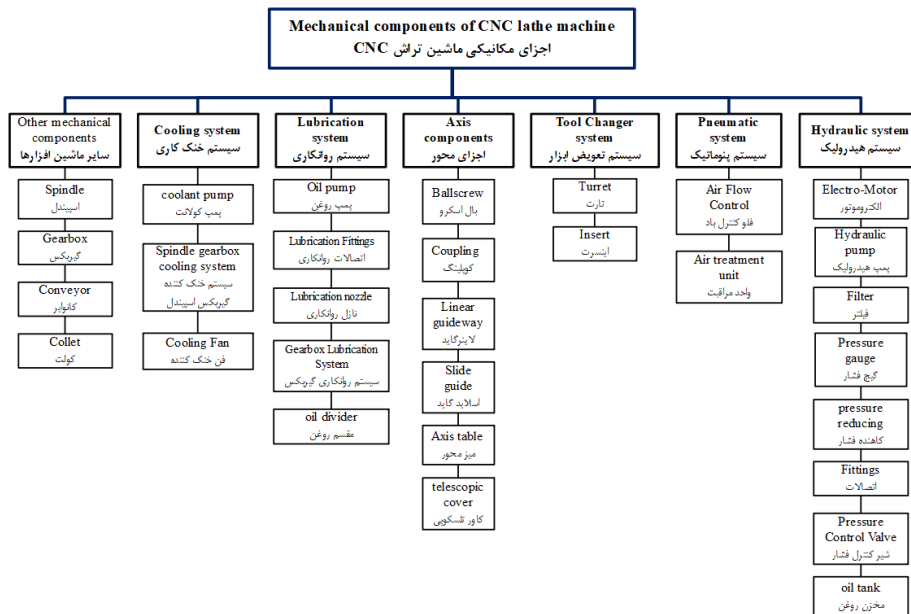 Mechanical components of CNC lathe machine
اجزای مکانیکی ماشین تراش CNC
Other mechanical
components
سایر ماشین افزارها
Spindle
اسپیندل
Gearbox
گیربکس
Conveyor
کانوایر
Collet
کولت
Cooling system
سیستم خنک کاری
coolant pump
پمپ کولانت
Spindle gearbox
cooling system
سیستم خنک کننده
گیربکس اسپیندل
Cooling Fan
فن خنک کننده
Lubrication
system
سیستم روانکاری
Oil pump
پمپ روغن
Lubrication Fittings
اتصالات روانکاری
Lubrication nozzle
نازل روانکاری
Gearbox Lubrication
System
سیستم روانکاری گیربکس
oil divider
مقسم روغن
Axis
components
اجزای محور
Ballscrew
بال اسکرو
Coupling
کوپلینگ
Linear
guideway
لاینرگاید
Slide
guide
اسلاید گاید
Axis table
میز محور
telescopic
cover
کاور تلسکوپی
Tool Changer
system
سیستم تعویض ابزار
Turret
تارت
Insert
اینسرت
Pneumatic
system
سیستم پنوماتیک
Air Flow
Control
فلو کنترل باد
Air treatment
unit
واحد مراقبت
Hydraulic system
سیستم هیدرولیک
Electro-Motor
الکتروموتور
Hydraulic
pump
پمپ هیدرولیک
Filter
فیلتر
Pressure
gauge
گیج فشار
pressure
reducing
کاهنده فشار
Fittings
اتصالات
Pressure
Control Valve
شیر کنترل فشار
oil tank
مخزن روغن